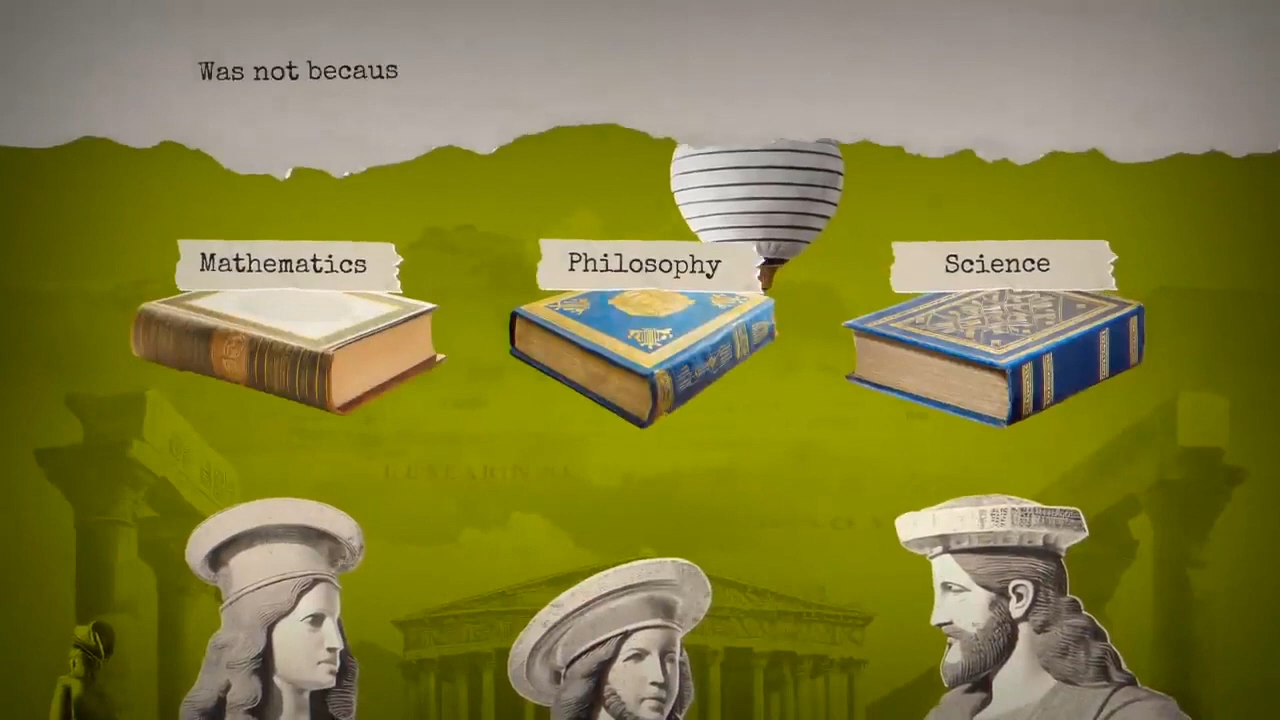 Was not becaus
Mathematics
Philosophy
Science